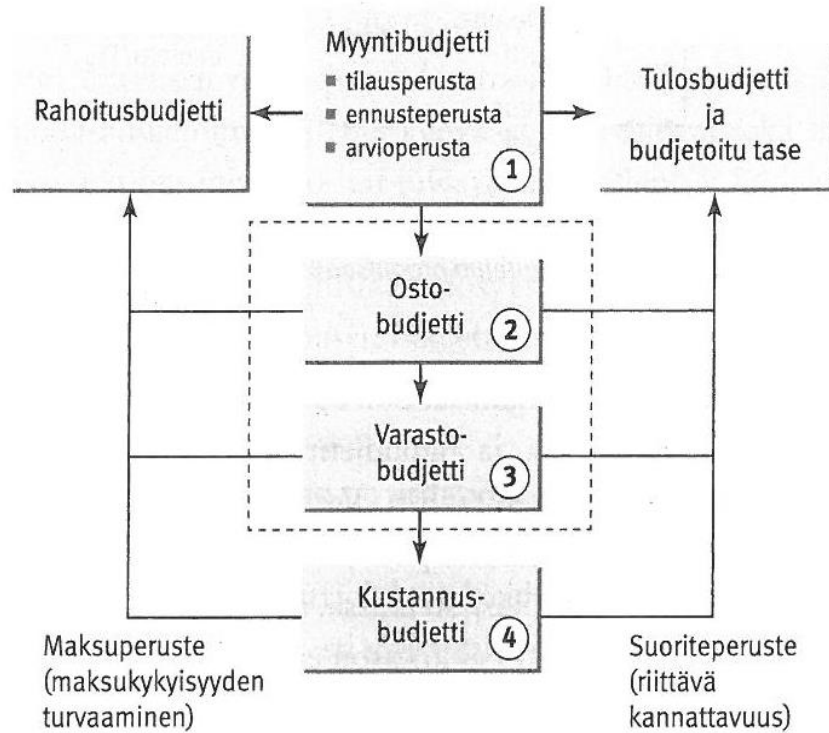 Rahoitusbudjetti
Myyntibudjetti
▪ tilausperusta
▪ ennusteperusta
▪ arvioperusta
1
Tulosbudjetti
ja
budjetoitu tase
Osto-
budjetti
2
Varasto-
budjetti
3
Kustannus-
budjetti
4
Maksuperuste
(maksukykyisyyden
turvaaminen)
Suoriteperuste
(riittävä
kannattavuus)